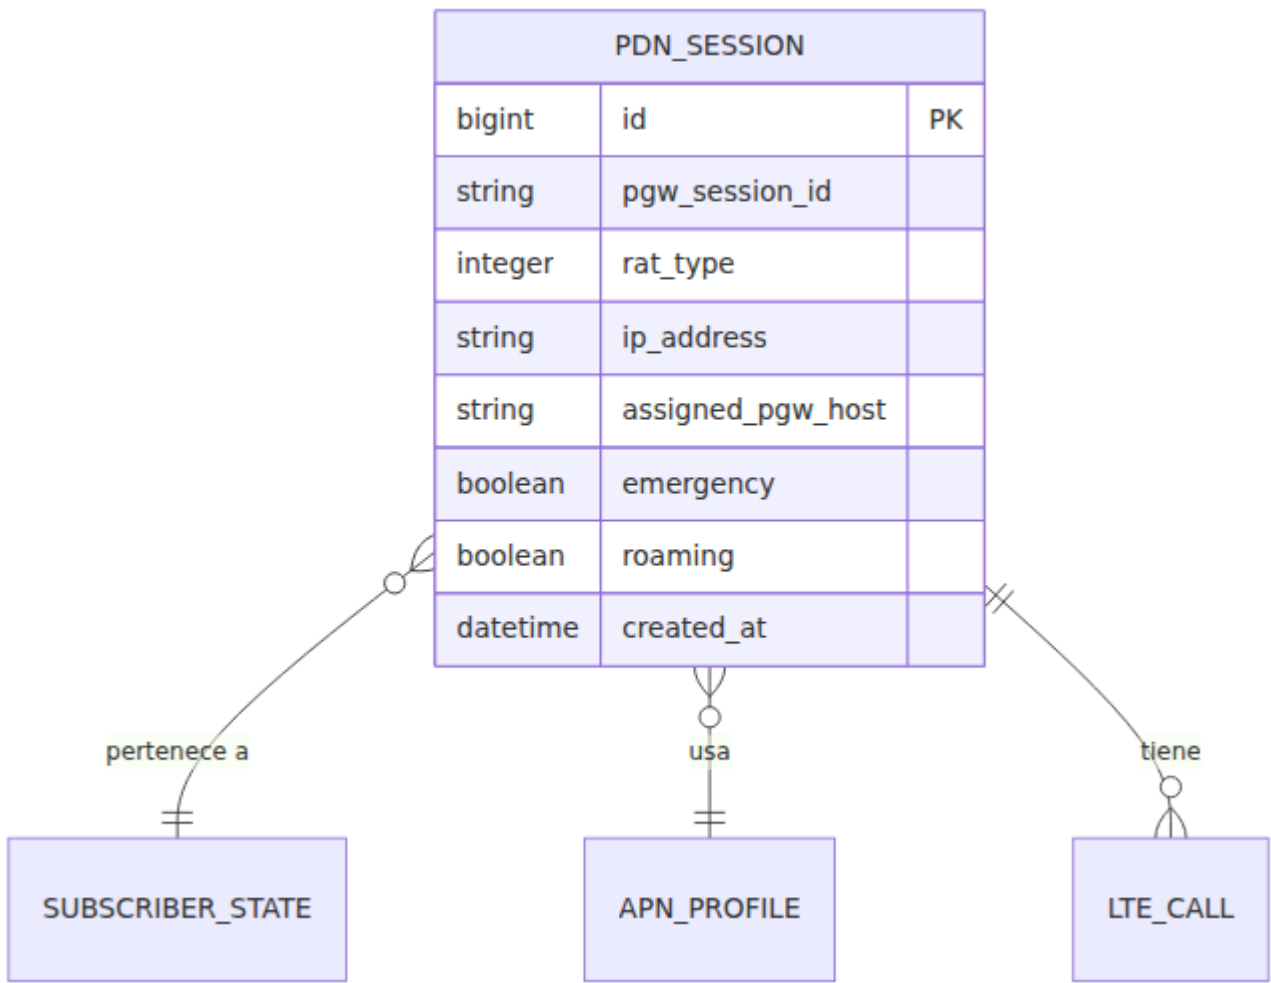 PDN_SESSION
bigint id PK
string pgw_session_id
integer rat_type
string ip_address
string assigned_pgw_host
boolean emergency
boolean roaming
datetime created_at
pertenece a usa tiene
SUBSCRIBER_STATE APN_PROFILE LTE_CALL